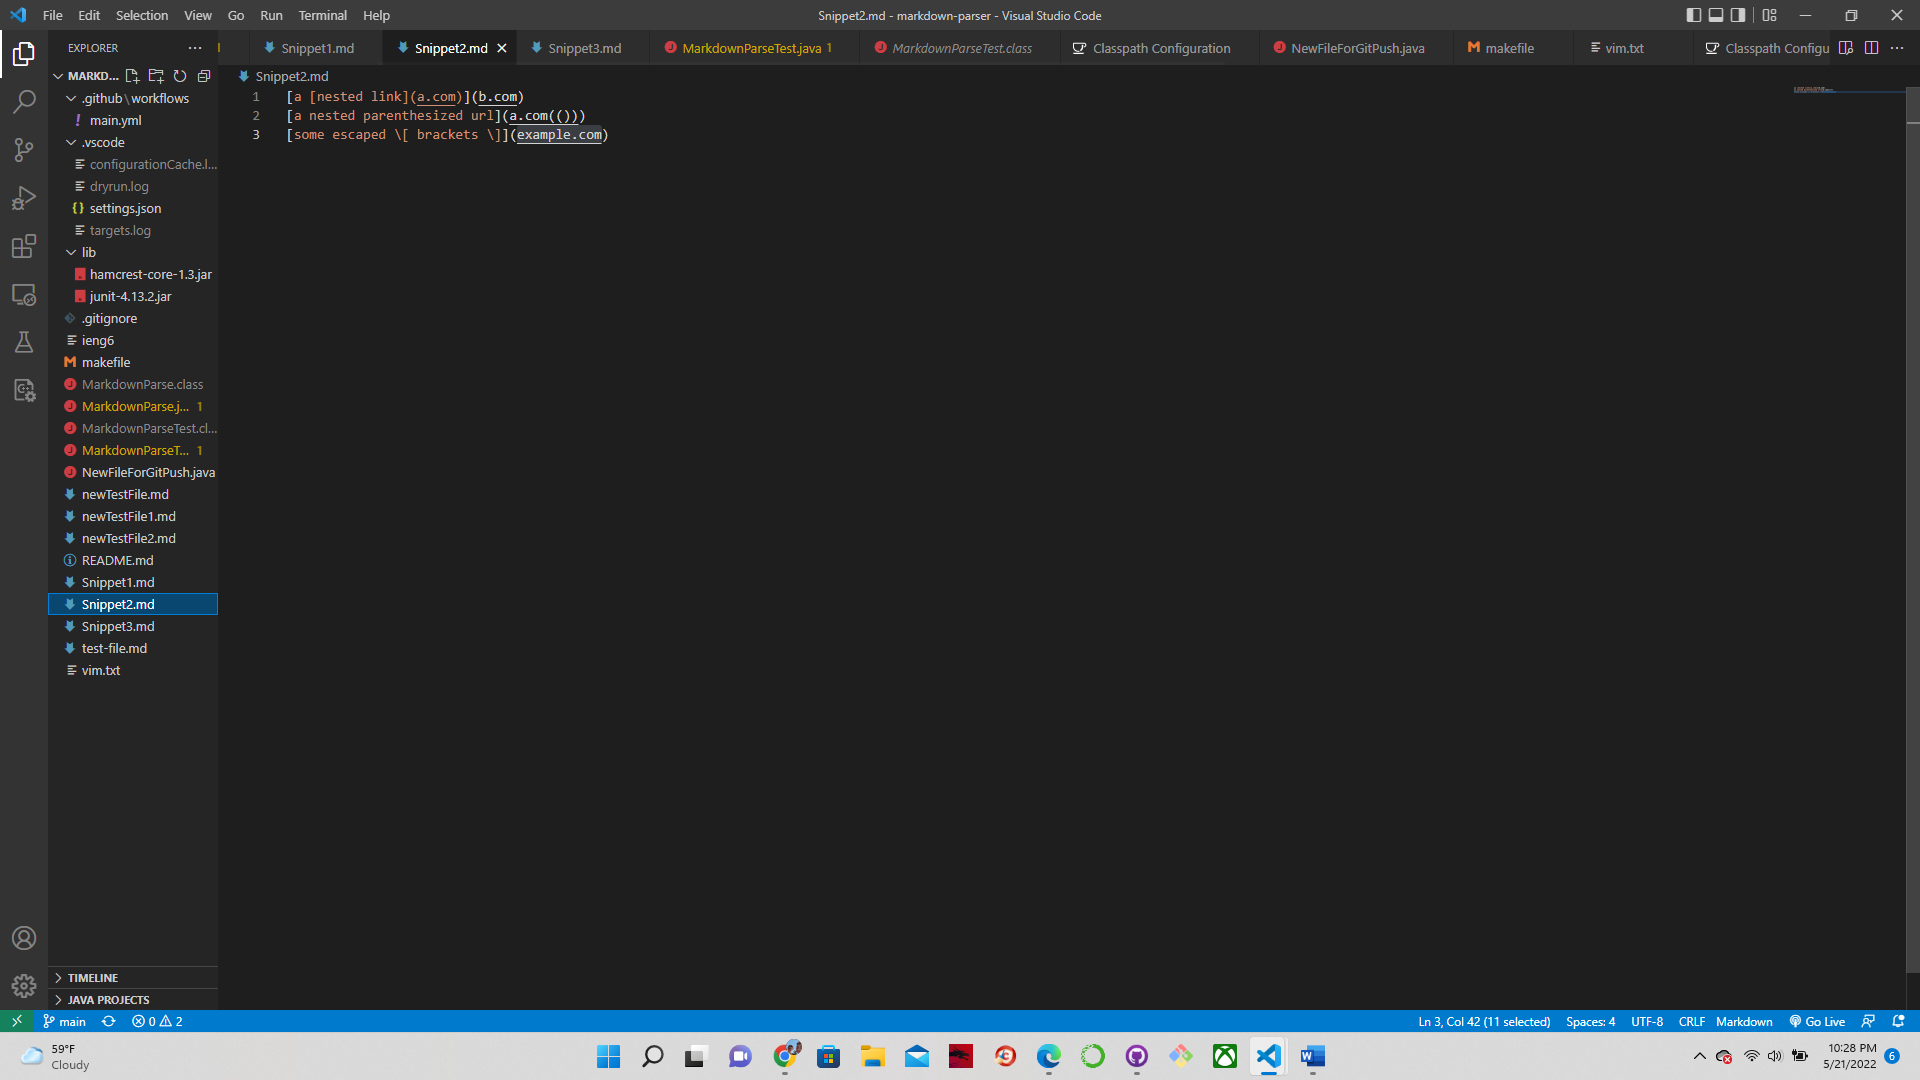 File Edit Selection View Go Run Terminal Help
Snippet2.md - markdown-parser - Visual Studio Code
EXPLORER
Snippet1.md
Snippet2.md
Snippet3.md
MarkdownParseTest.java 1
MarkdownParseTest.class
Classpath Configuration
NewFileForGitPush.java
makefile
vim.txt
Classpath Configu
MARKD...
.github\workflows
main.yml
.vscode
configurationCache.l...
dryrun.log
settings.json
targets.log
lib
hamcrest-core-1.3.jar
junit-4.13.2.jar
.gitignore
ieng6
makefile
MarkdownParse.class
MarkdownParse.j... 1
MarkdownParseTest.cl...
MarkdownParseT... 1
NewFileForGitPush.java
newTestFile.md
newTestFile1.md
newTestFile2.md
README.md
Snippet1.md
Snippet2.md
Snippet3.md
test-file.md
vim.txt
TIMELINE
JAVA PROJECTS
Snippet2.md
1 [a [nested link](a.com)](b.com)
2 [a nested parenthesized url](a.com(()))
3 [some escaped \[ brackets \]](example.com)
main 0 2
Ln 3, Col 42 (11 selected) Spaces: 4 UTF-8 CRLF Markdown Go Live
59°F
Cloudy
10:28 PM
5/21/2022
6